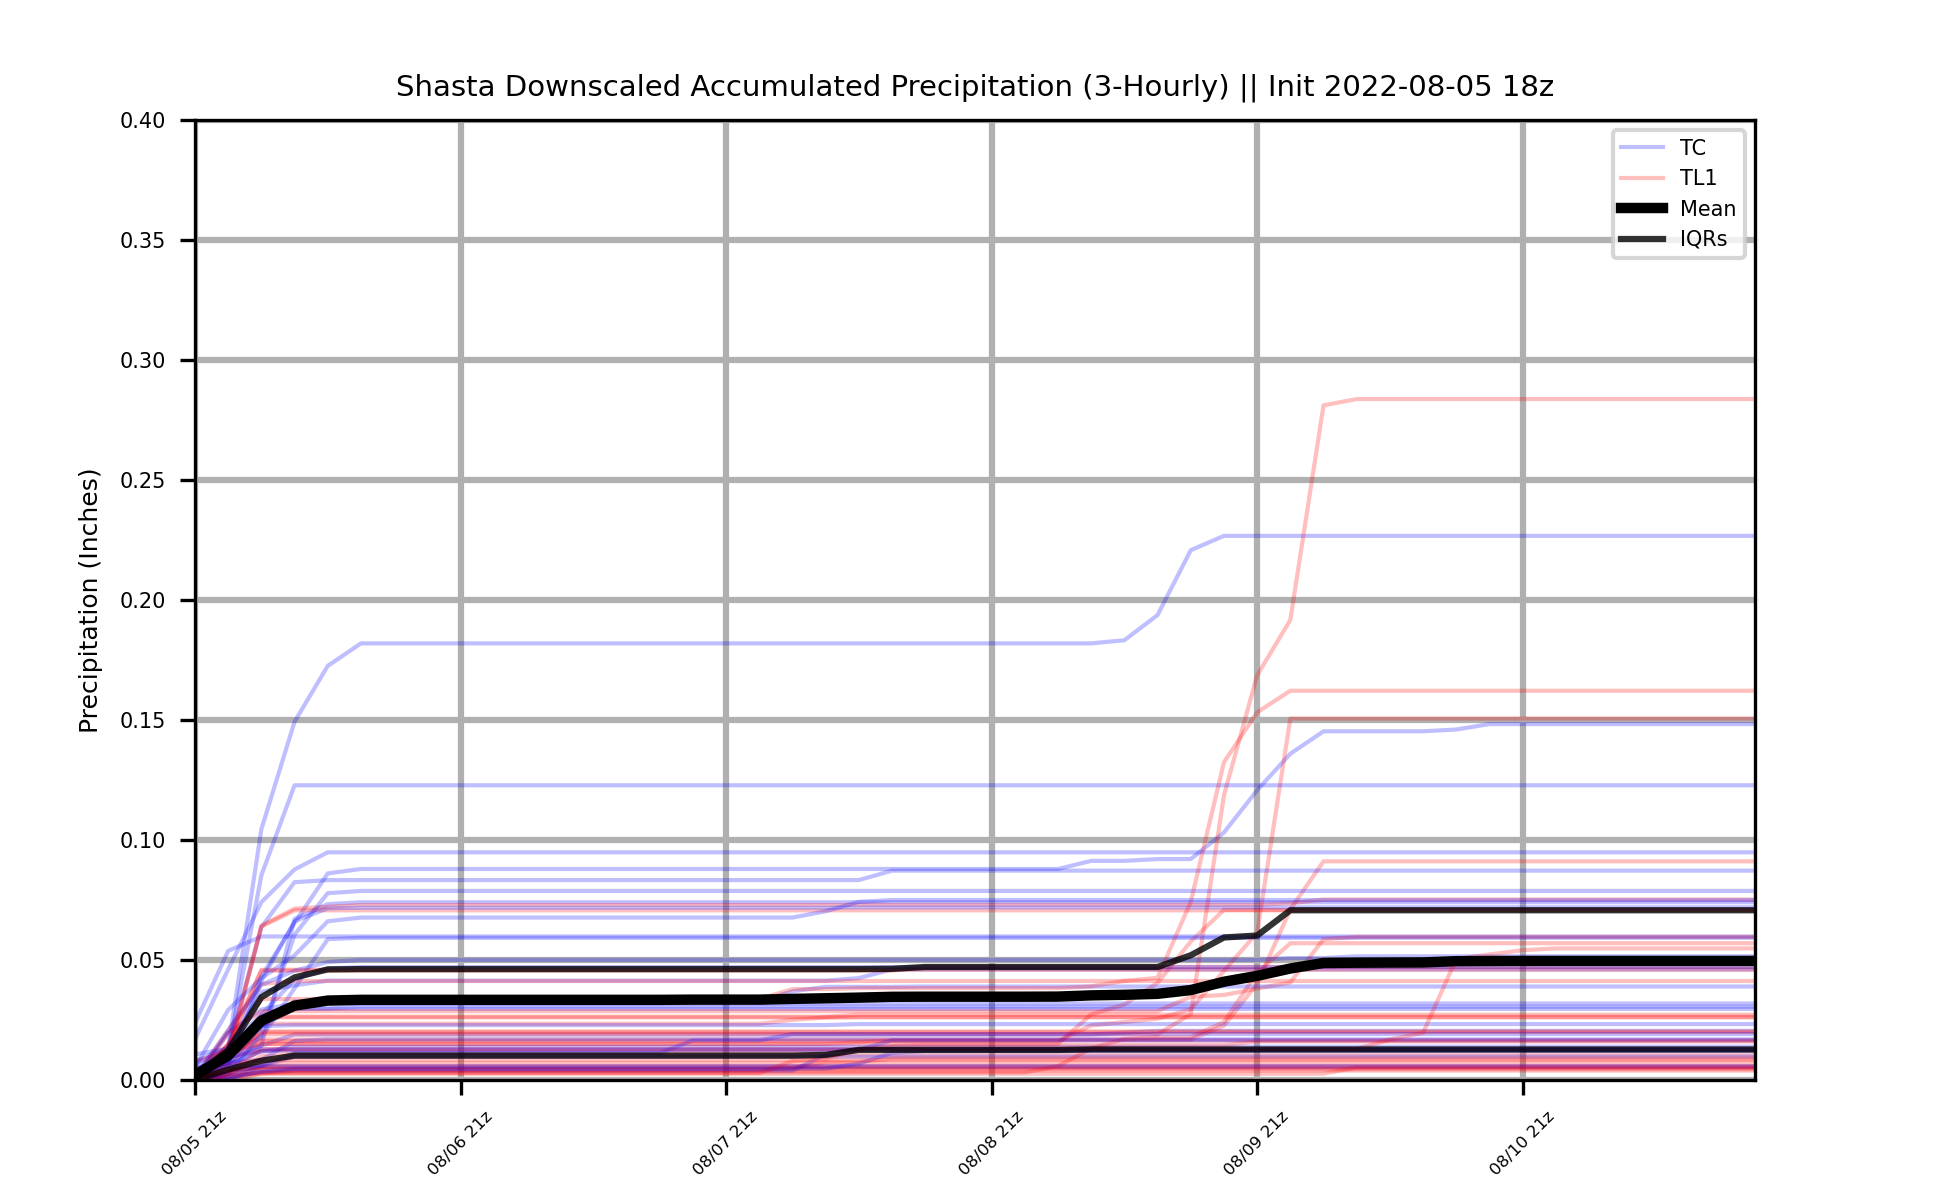 Shasta Downscaled Accumulated Precipitation (3-Hourly) || Init 2022-08-05 18z
Precipitation (Inches)
0.40
0.35
0.30
0.25
0.20
0.15
0.10
0.05
0.00
TC
TL1
Mean
IQRs
08/05 21z
08/06 21z
08/07 21z
08/08 21z
08/09 21z
08/10 21z